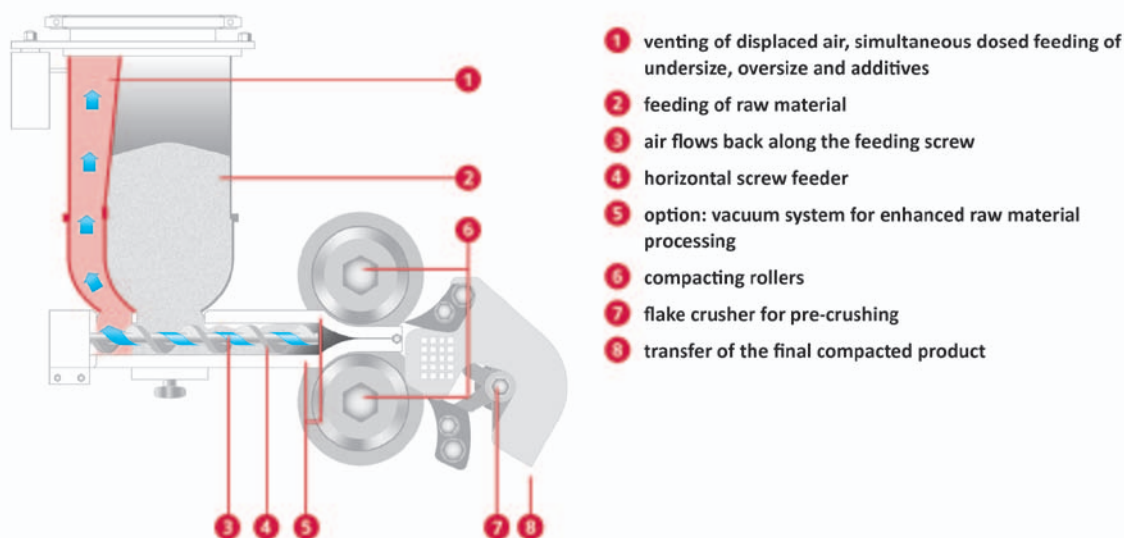 1 venting of displaced air, simultaneous dosed feeding of
undersize, oversize and additives
2 feeding of raw material
3 air flows back along the feeding screw
4 horizontal screw feeder
5 option: vacuum system for enhanced raw material
processing
6 compacting rollers
7 flake crusher for pre-crushing
8 transfer of the final compacted product
1
2
6
3 4 5 7 8